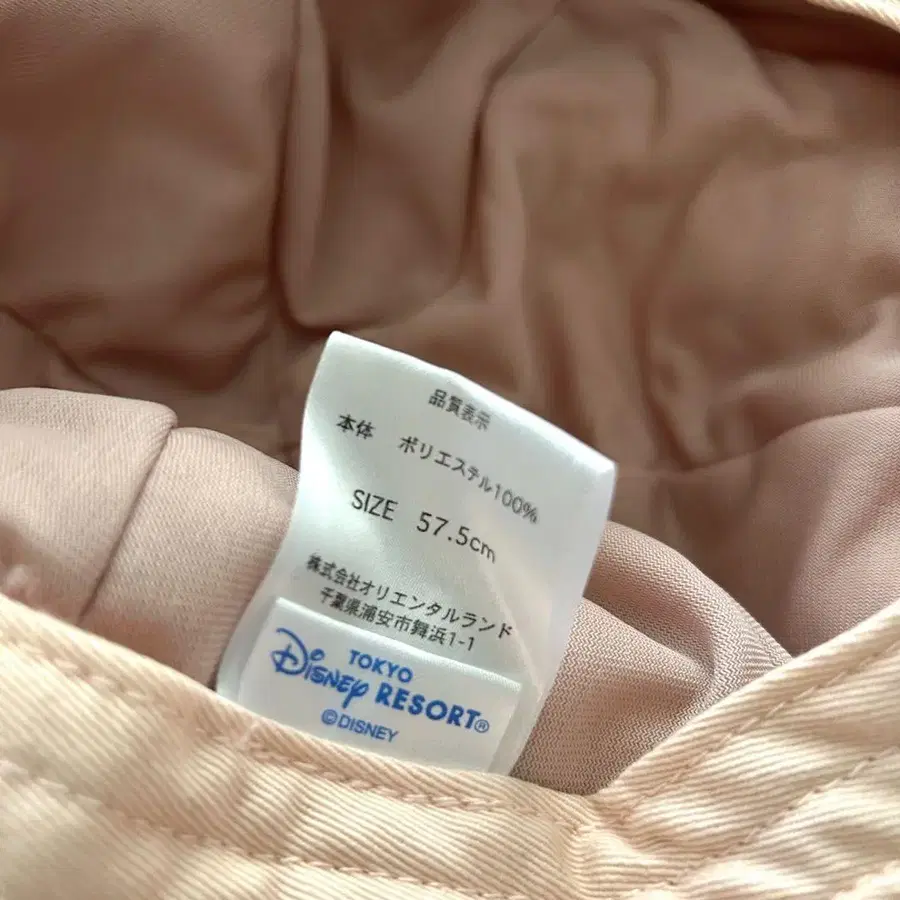 品質表示
本体 ポリエステル100%
SIZE 57.5cm
株式会社オリエンタルランド
千葉県浦安市舞浜1-1
TOKYO
Disney RESORT®
©DISNEY